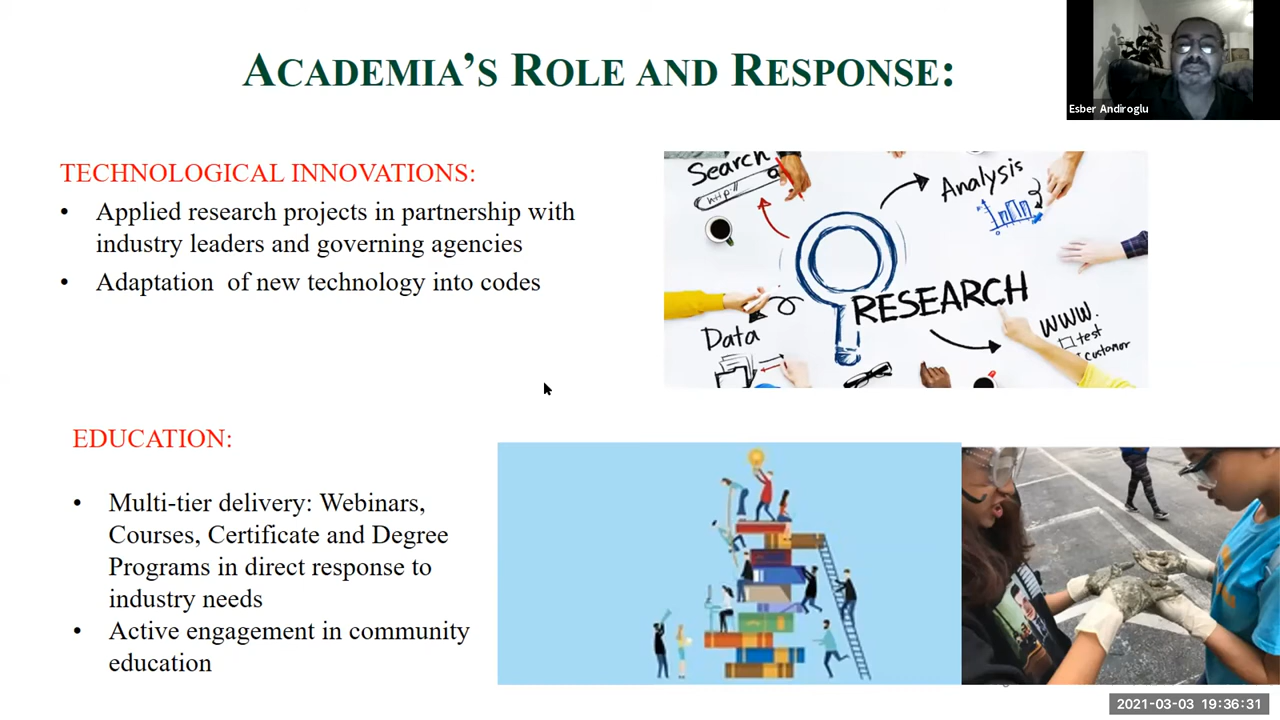 ACADEMIA'S ROLE AND RESPONSE:
Esber Andiroglu
TECHNOLOGICAL INNOVATIONS:
• Applied research projects in partnership with
industry leaders and governing agencies
• Adaptation of new technology into codes
Search
http://
Analysis
RESEARCH
Data
WWW.
test
customer
EDUCATION:
• Multi-tier delivery: Webinars,
Courses, Certificate and Degree
Programs in direct response to
industry needs
• Active engagement in community
education
2021-03-03 19:36:31